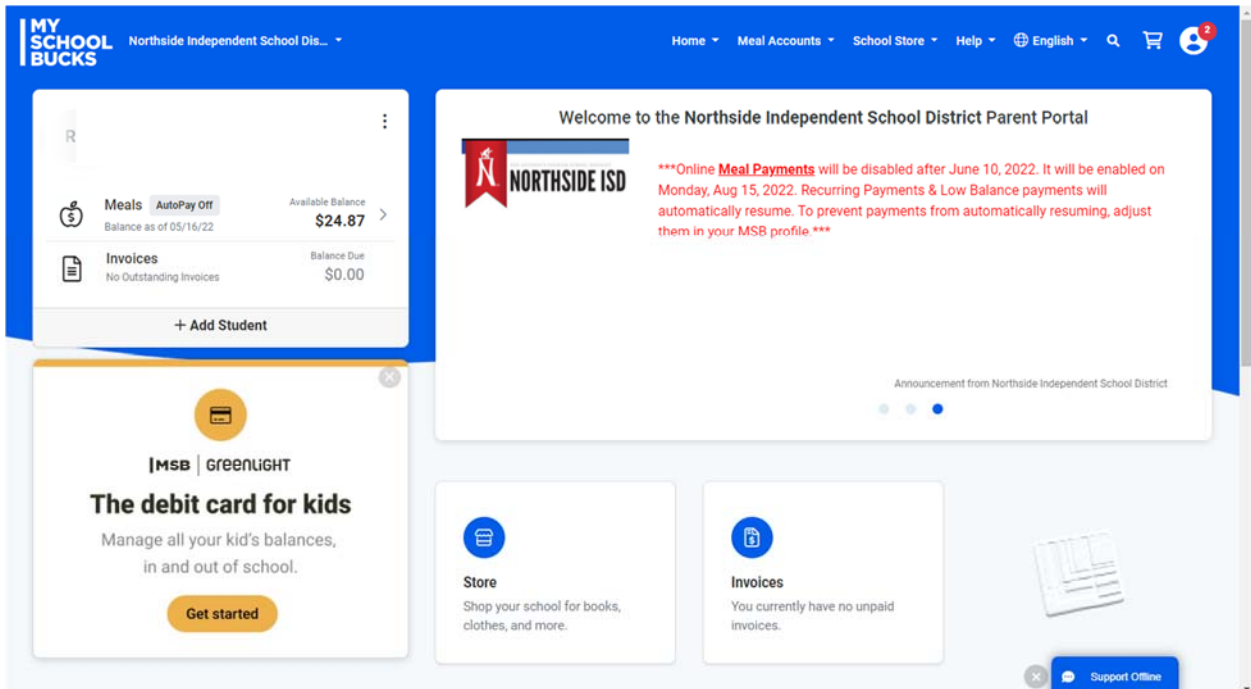 MY
SCHOOL
BUCKS
Northside Independent School Dis...
Home
Meal Accounts
School Store
Help
English
2
R
Meals
AutoPay Off
Balance as of 05/16/22
Available Balance
$24.87
Invoices
No Outstanding Invoices
Balance Due
$0.00
+ Add Student
Welcome to the Northside Independent School District Parent Portal
N
NORTHSIDE ISD
***Online Meal Payments will be disabled after June 10, 2022. It will be enabled on
Monday, Aug 15, 2022. Recurring Payments & Low Balance payments will
automatically resume. To prevent payments from automatically resuming, adjust
them in your MSB profile.***
Announcement from Northside Independent School District
|MSB | GREENLIGHT
The debit card for kids
Manage all your kid's balances,
in and out of school.
Get started
Store
Shop your school for books,
clothes, and more.
Invoices
You currently have no unpaid
invoices.
Support Offline